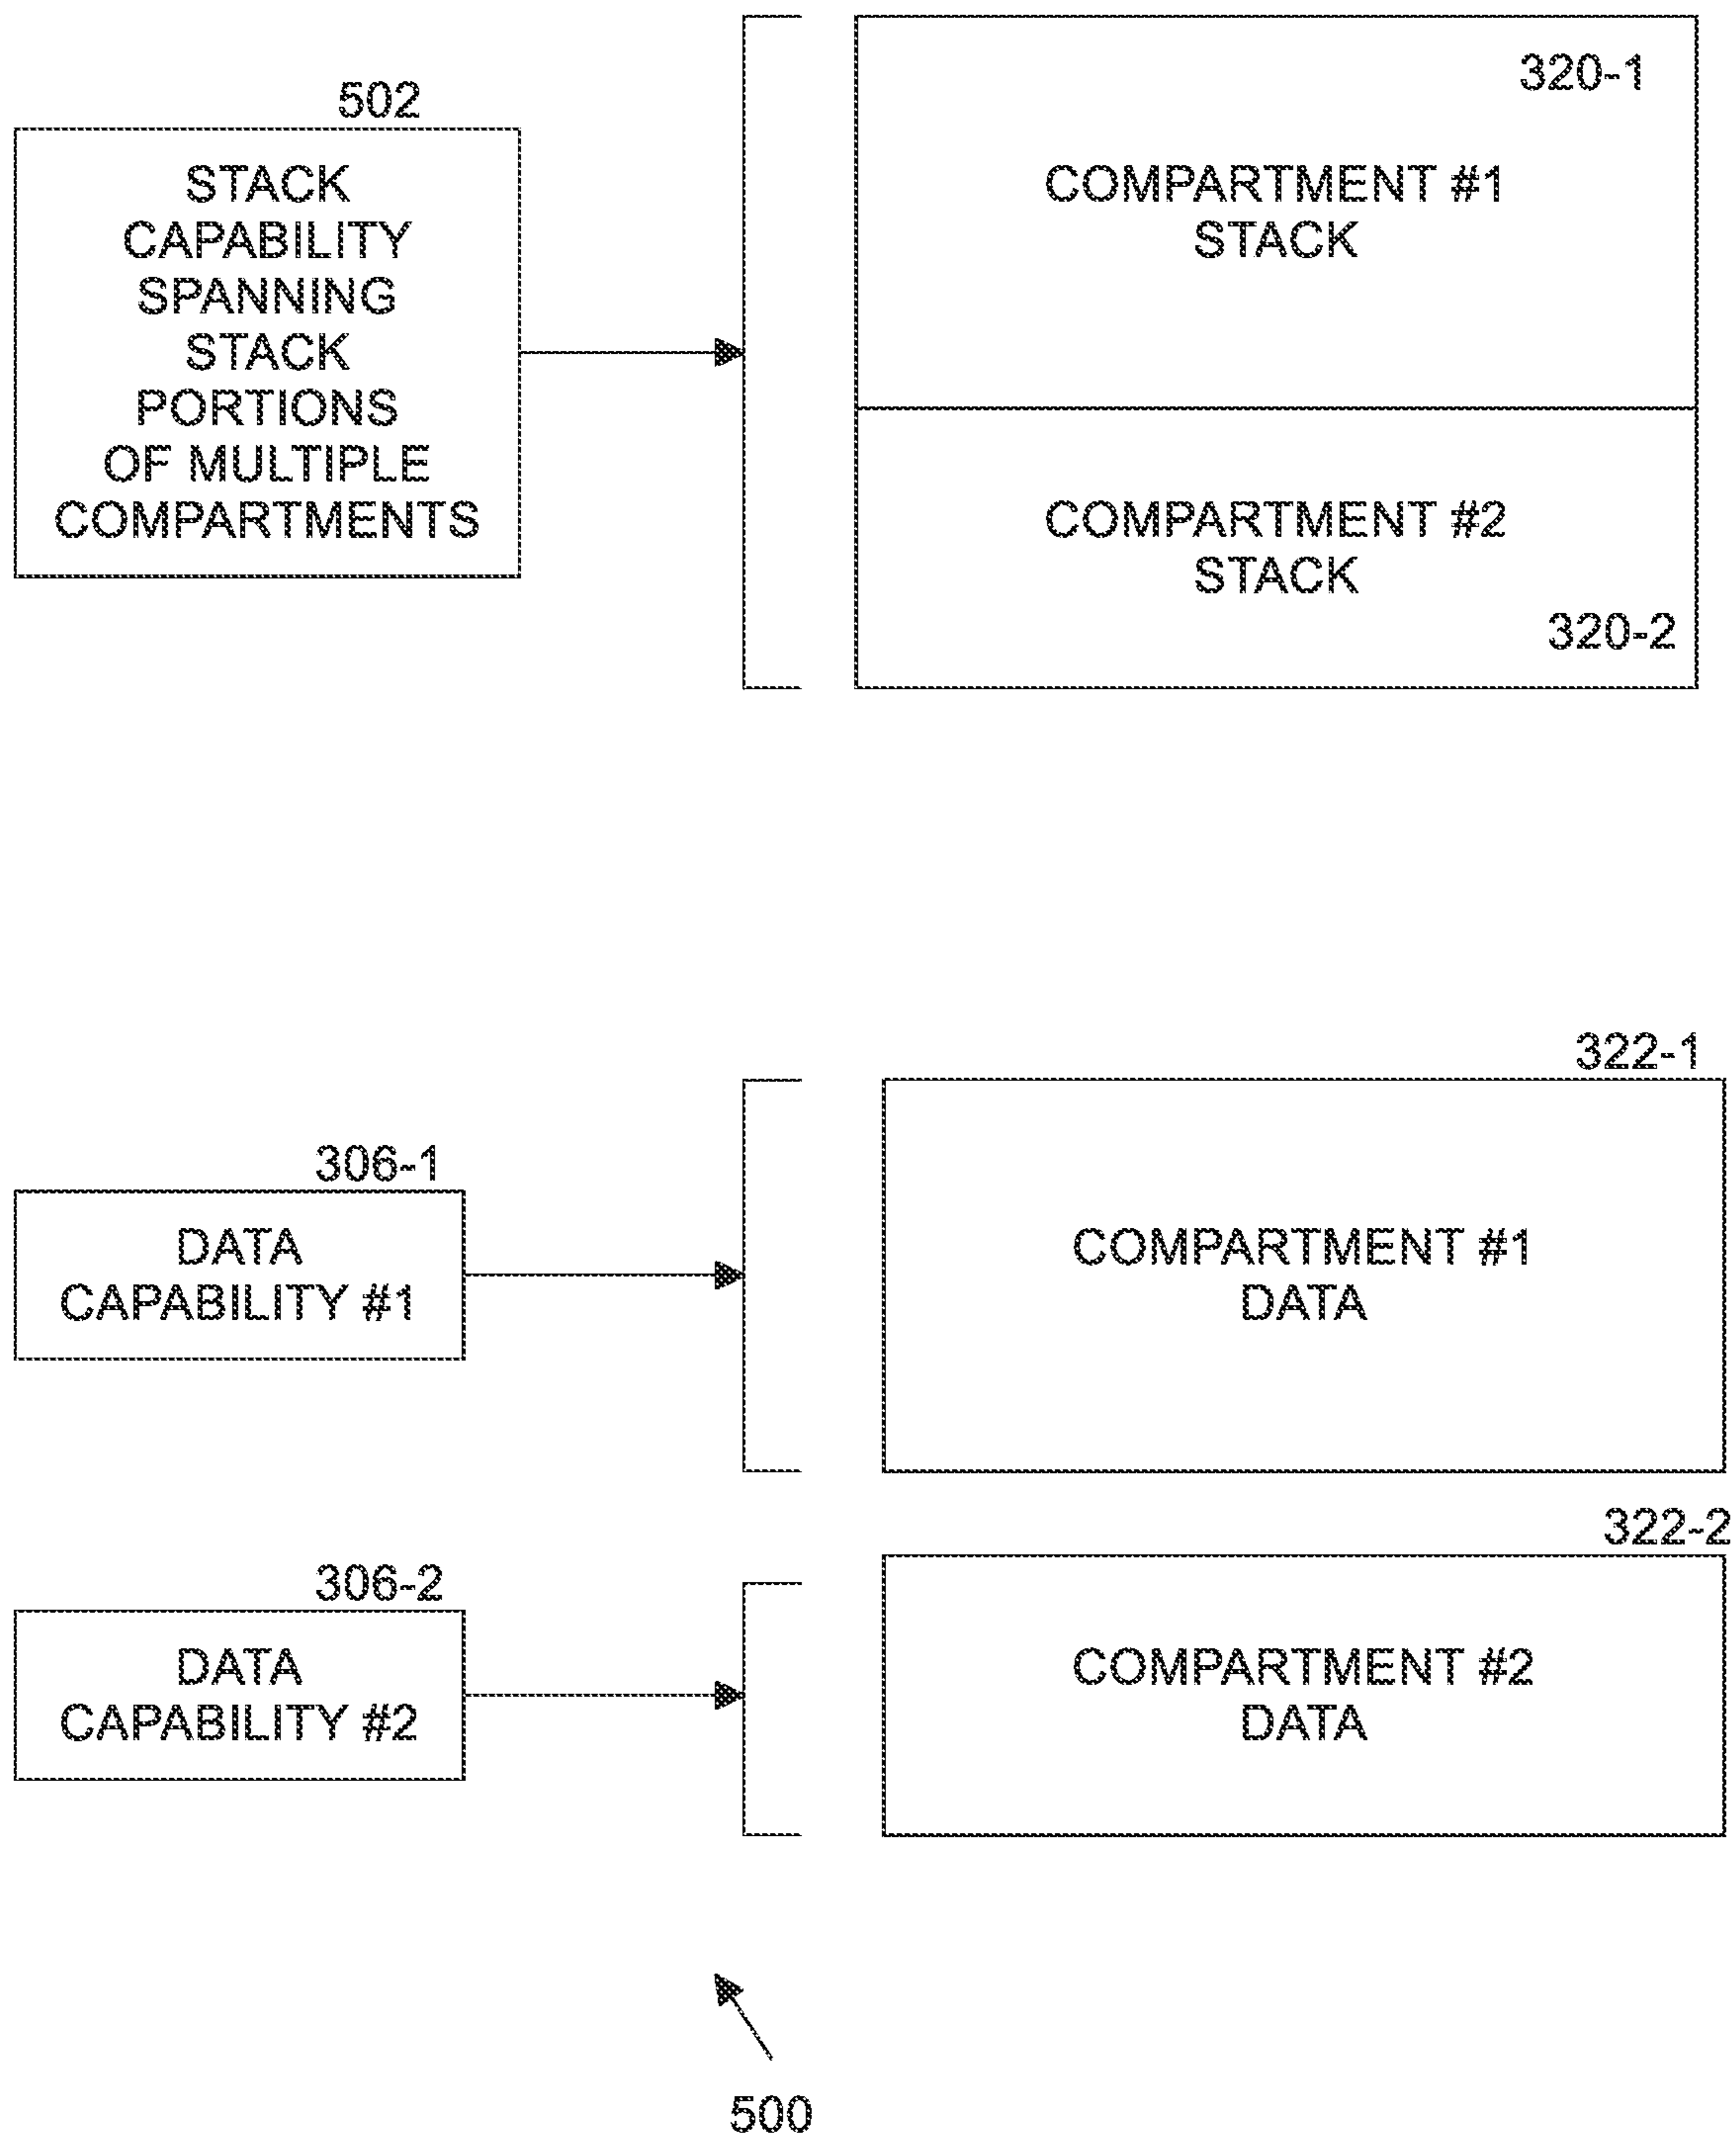 502
STACK
CAPABILITY
SPANNING
STACK
PORTIONS
OF MULTIPLE
COMPARTMENTS
320-1
COMPARTMENT #1
STACK
COMPARTMENT #2
STACK
320-2
322-1
306-1
DATA
CAPABILITY #1
COMPARTMENT #1
DATA
322-2
306-2
DATA
CAPABILITY #2
COMPARTMENT #2
DATA
500